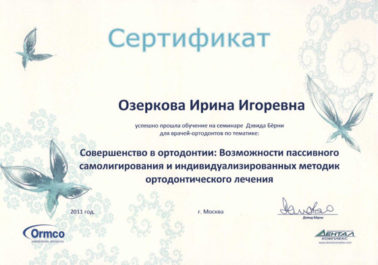 Сертификат
Озеркова Ирина Игоревна
успешно прошла обучение на семинаре Дэвида Бёрни
для врачей-ортодонтов по тематике:
Совершенство в ортодонтии: Возможности пассивного
самолигирования и индивидуализированных методик
ортодонтического лечения
2011 год. г. Москва
Дэвид Бёрни
Ormco
ДЕНТАЛ
КОМПЛЕКС